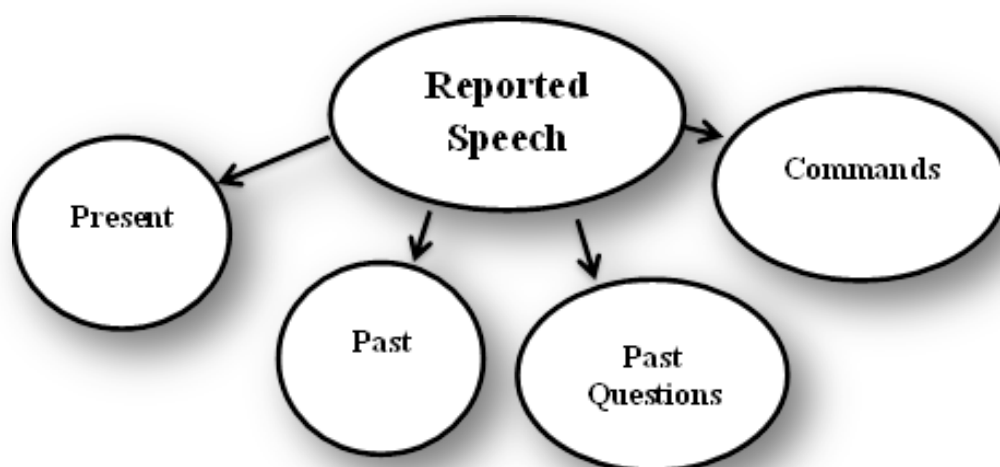 Reported
Speech
Commands
Present
Past
Past
Questions